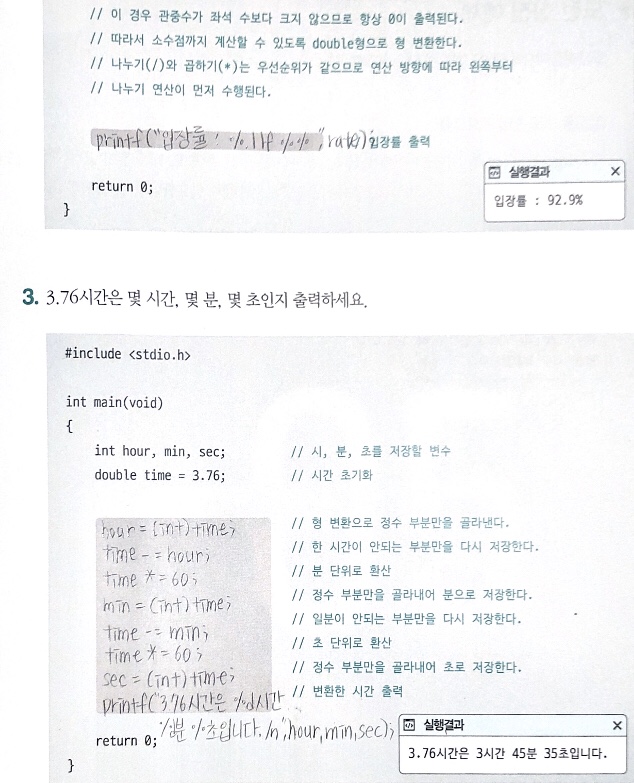 // 이 경우 관중수가 좌석 수보다 크지 않으므로 항상 0이 출력된다.
// 따라서 소수점까지 계산할 수 있도록 double형으로 형 변환한다.
// 나누기(/)와 곱하기(*)는 우선순위가 같으므로 연산 방향에 따라 왼쪽부터
// 나누기 연산이 먼저 수행된다.
printf("입장률 : %.1lf %%", rate); 입장률 출력
return 0;
}
실행결과
입장률 : 92.9%
3. 3.76시간은 몇 시간, 몇 분, 몇 초인지 출력하세요.
#include <stdio.h>
int main(void)
{
int hour, min, sec; // 시, 분, 초를 저장할 변수
double time = 3.76; // 시간 초기화
hour = (int)time; // 형 변환으로 정수 부분만을 골라낸다.
time -= hour; // 한 시간이 안되는 부분만을 다시 저장한다.
time *= 60; // 분 단위로 환산
min = (int)time; // 정수 부분만을 골라내어 분으로 저장한다.
time -= min; // 일분이 안되는 부분만을 다시 저장한다.
time *= 60; // 초 단위로 환산
sec = (int)time; // 정수 부분만을 골라내어 초로 저장한다.
printf("3.76시간은 %d시간 // 변환한 시간 출력
return 0; 분 %초입니다. /n", hour, min, sec);
}
실행결과
3.76시간은 3시간 45분 35초입니다.